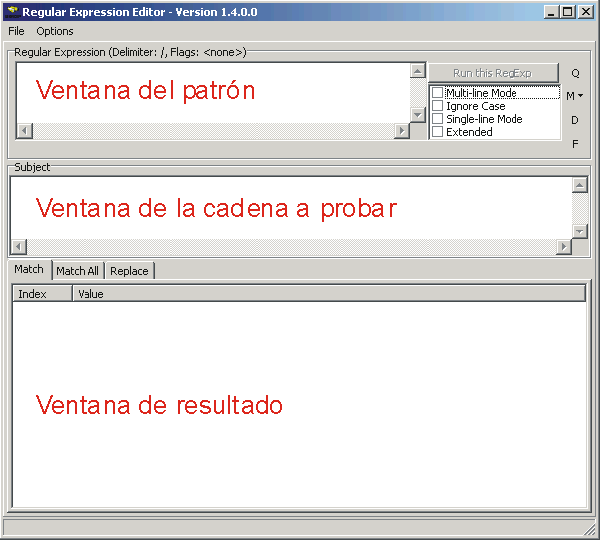 Regular Expression Editor - Version 1.4.0.0
File Options
Regular Expression (Delimiter: /, Flags: <none>)
Ventana del patrón
Run this RegExp
Multi-line Mode
Ignore Case
Single-line Mode
Extended
Q
M
D
F
Subject
Ventana de la cadena a probar
Match Match All Replace
Index Value
Ventana de resultado